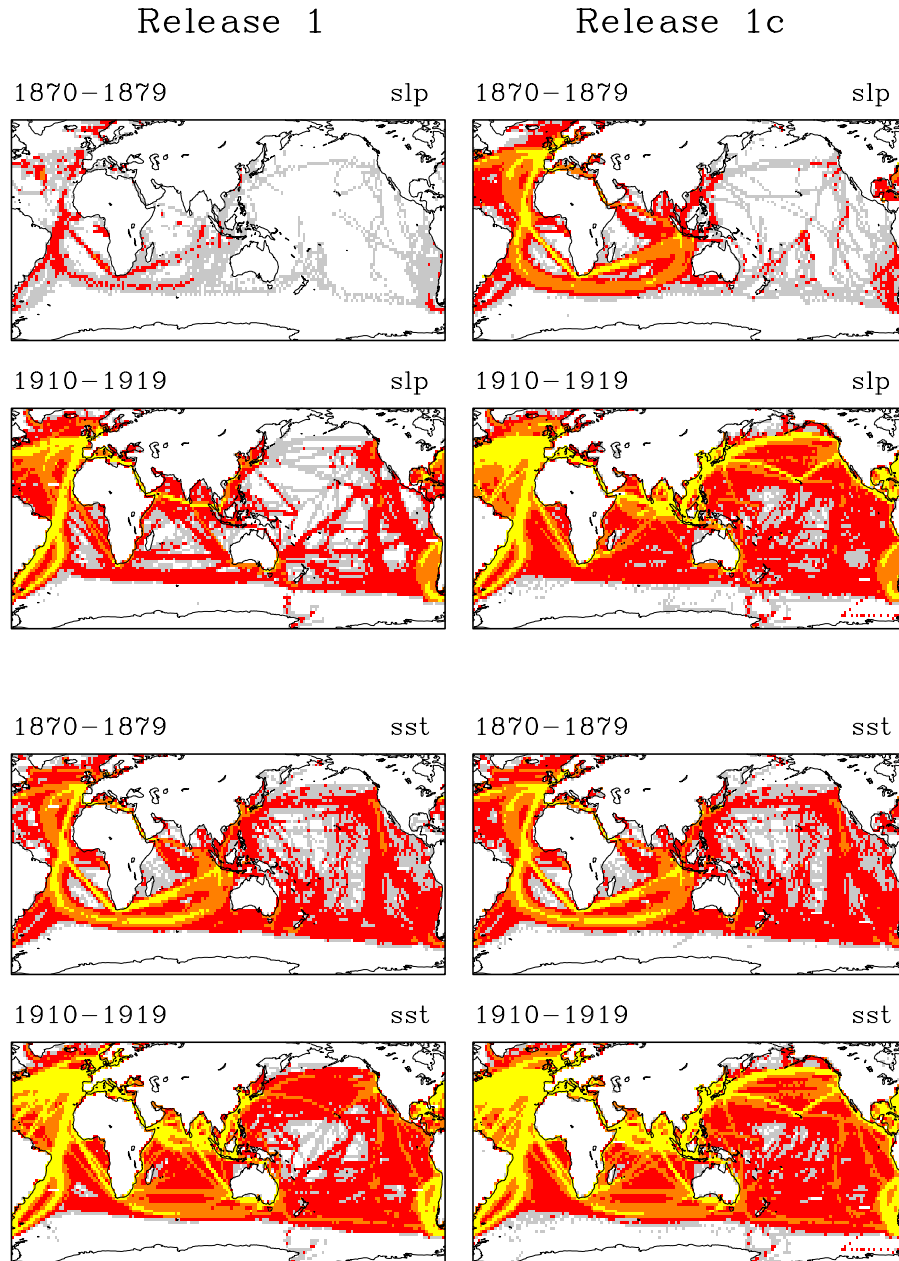 Release 1 Release 1c
1870-1879 slp 1870-1879 slp
1910-1919 slp 1910-1919 slp
1870-1879 sst 1870-1879 sst
1910-1919 sst 1910-1919 sst